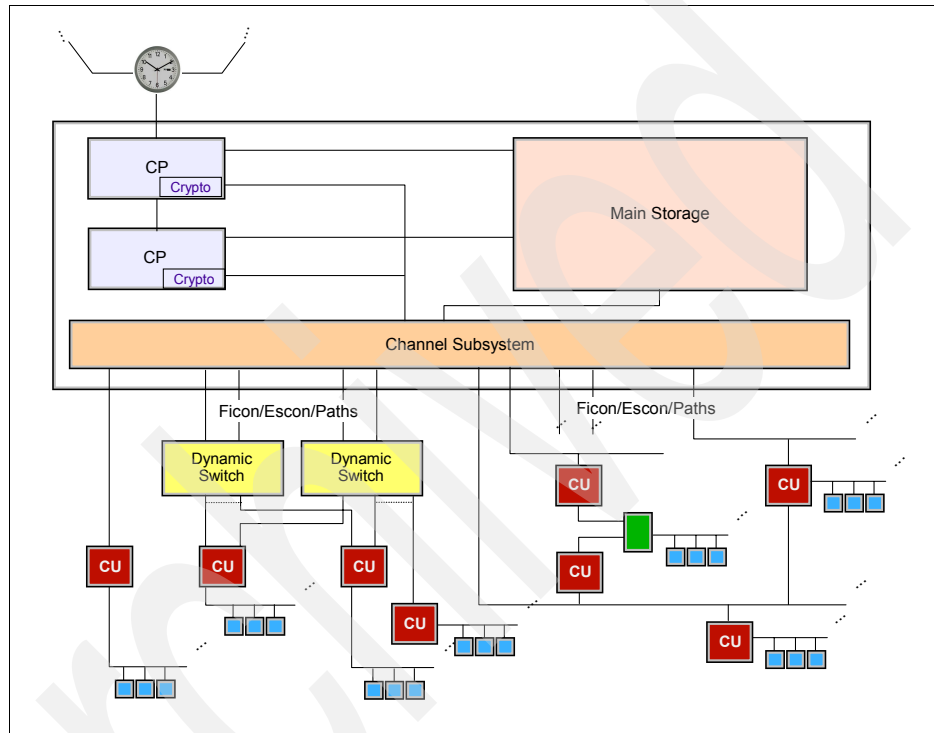 CP
Crypto
Main Storage
CP
Crypto
Channel Subsystem
Ficon/Escon/Paths
Ficon/Escon/Paths
Dynamic
Switch
Dynamic
Switch
CU
CU
CU
CU
CU
CU
CU
CU